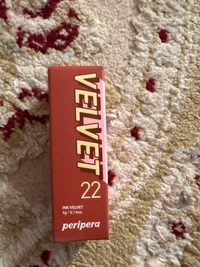 VELVET
22
INK VELVET
4g / 0.14oz.
peripera